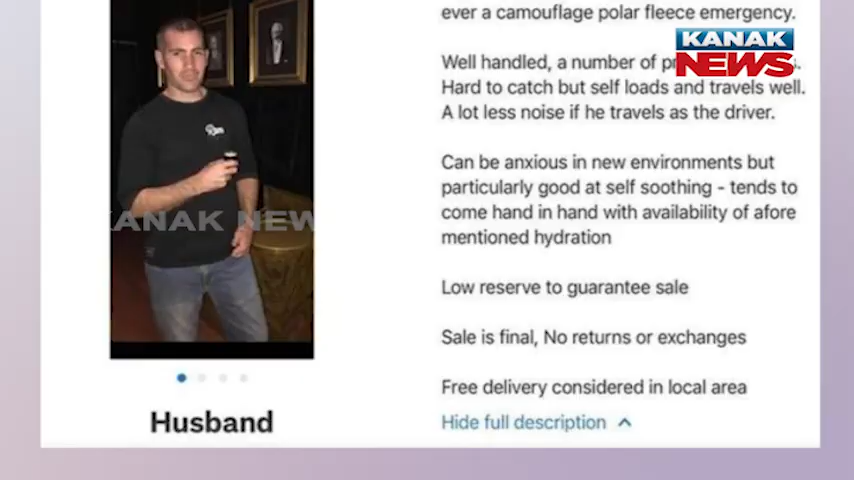 ever a camouflage polar fleece emergency.
KANAK
NEWS
Well handled, a number of
Hard to catch but self loads and travels well.
A lot less noise if he travels as the driver.
Can be anxious in new environments but
particularly good at self soothing - tends to
come hand in hand with availability of afore
mentioned hydration
Low reserve to guarantee sale
Sale is final, No returns or exchanges
Free delivery considered in local area
Hide full description
KANAK NEWS
Husband